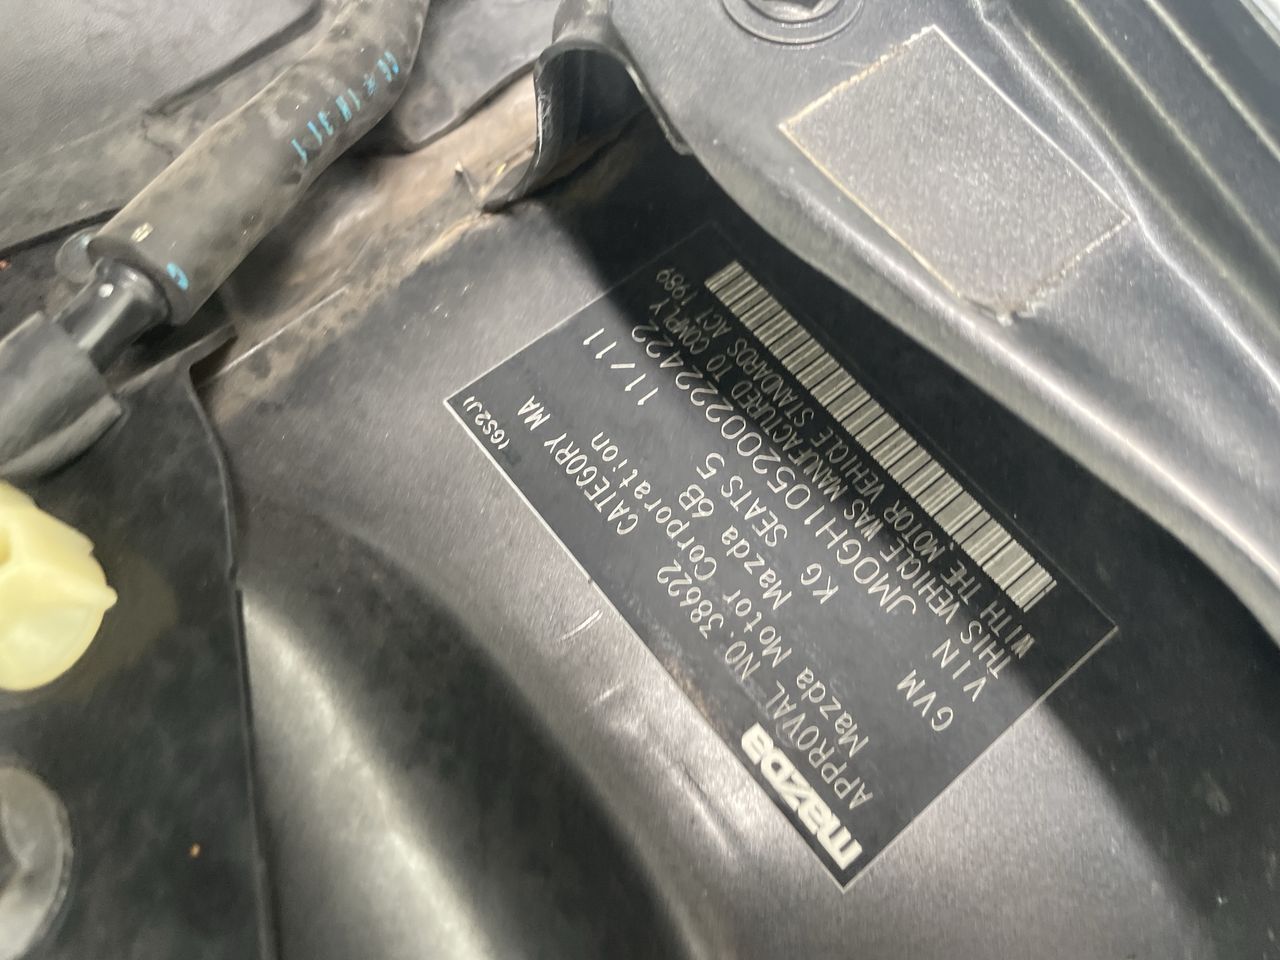 mazda (GS2J)
APPROVAL NO. 38622 CATEGORY MA
Mazda Motor Corporation
Mazda 6B
GVM KG SEATS 5 11/11
VIN JM0GH105200222422
THIS VEHICLE WAS MANUFACTURED TO COMPLY
WITH THE MOTOR VEHICLE STANDARDS ACT 1989